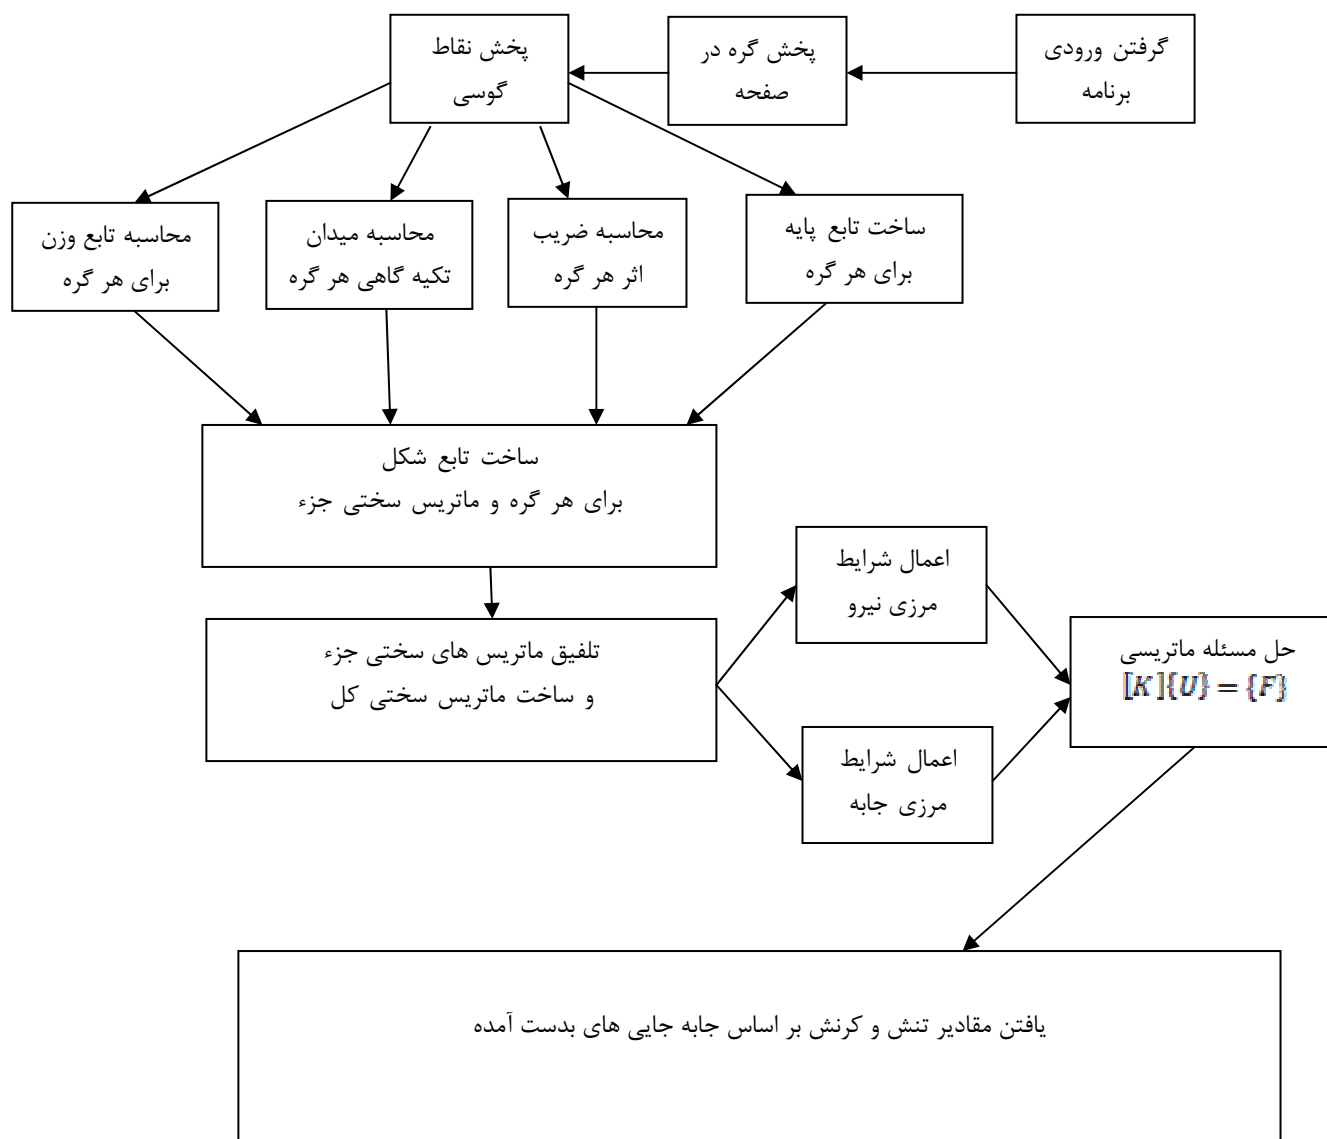 گرفتن ورودی
برنامه
پخش گره در
صفحه
پخش نقاط
گوسی
ساخت تابع پایه
برای هر گره
محاسبه ضریب
اثر هر گره
محاسبه میدان
تکیه گاهی هر گره
محاسبه تابع وزن
برای هر گره
ساخت تابع شکل
برای هر گره و ماتریس سختی جزء
تلفیق ماتریس های سختی جزء
و ساخت ماتریس سختی کل
اعمال شرایط
مرزی نیرو
اعمال شرایط
مرزی جابه
حل مسئله ماتریسی
[K]{U} = {F}
یافتن مقادیر تنش و کرنش بر اساس جابه جایی های بدست آمده